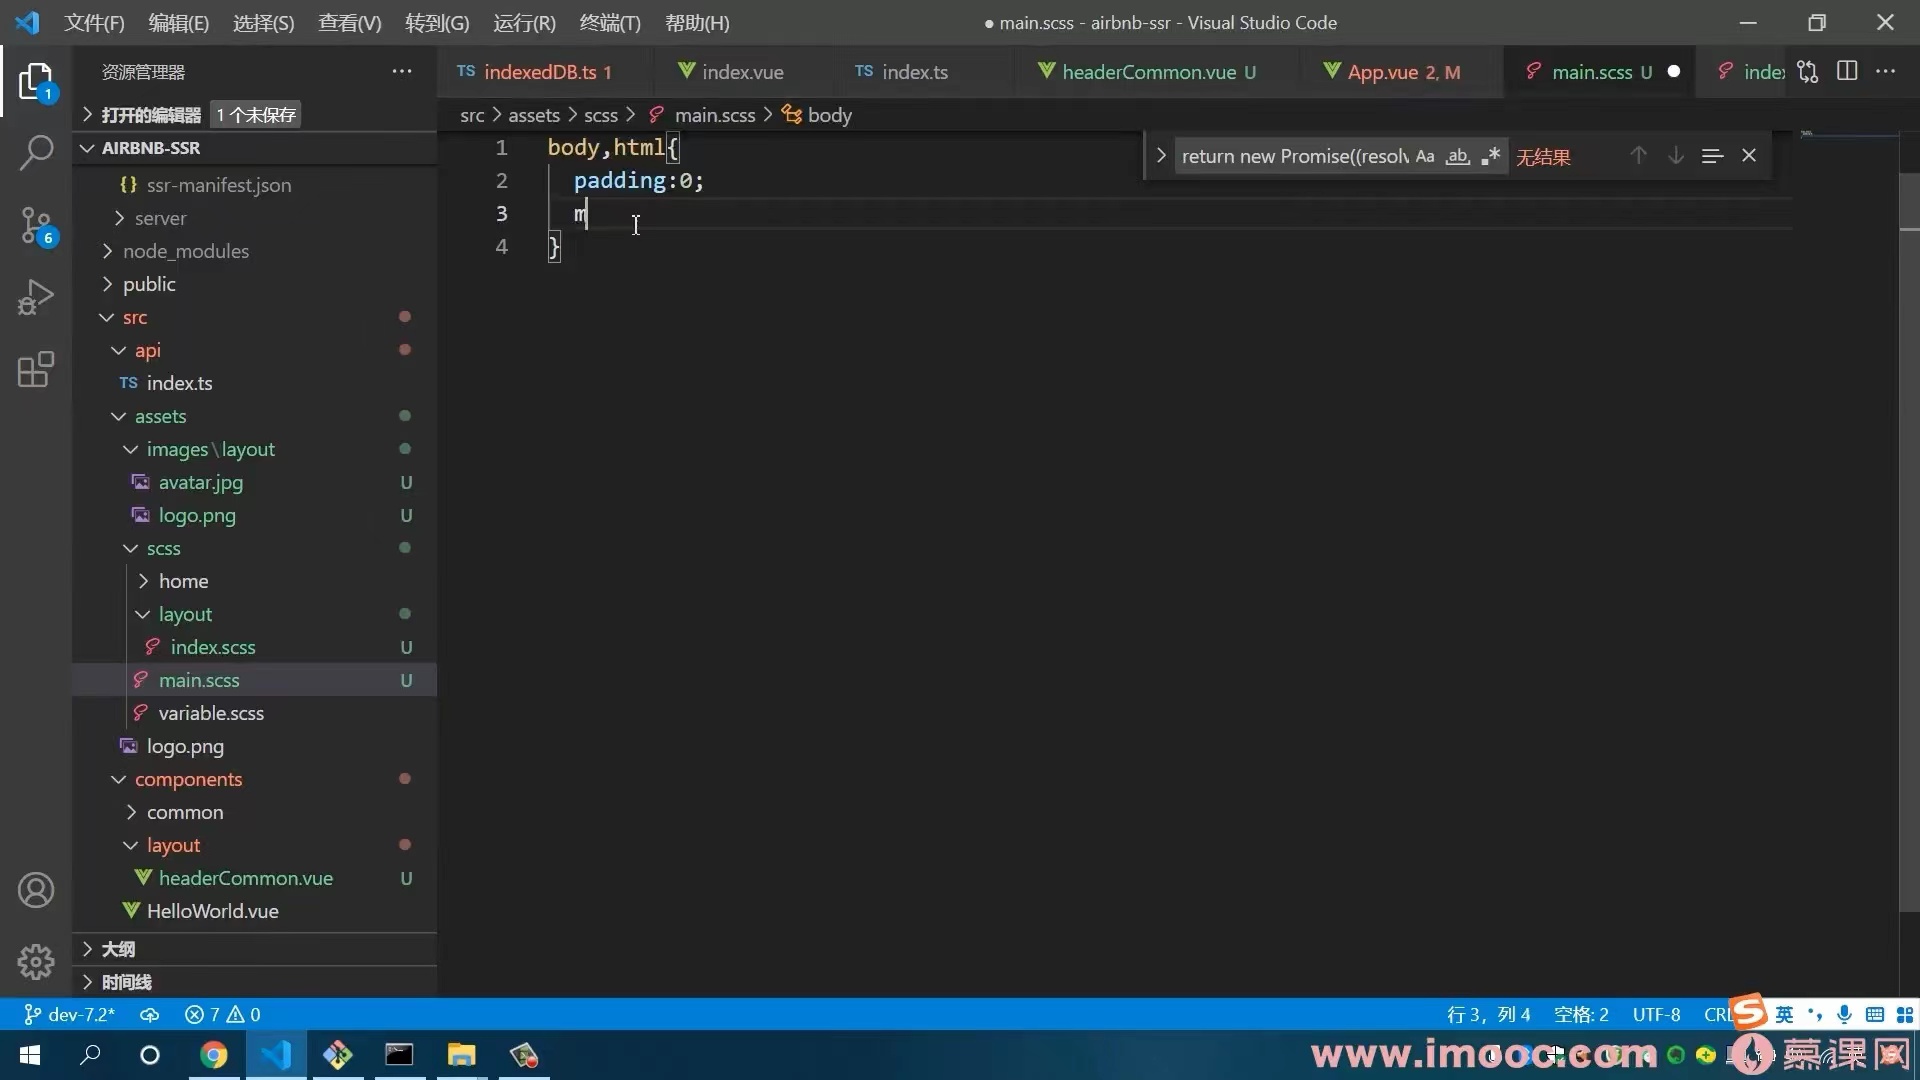 文件(F) 编辑(E) 选择(S) 查看(V) 转到(G) 运行(R) 终端(T) 帮助(H) ● main.scss - airbnb-ssr - Visual Studio Code
资源管理器 ···
TS indexedDB.ts 1 index.vue TS index.ts headerCommon.vue U App.vue 2, M main.scss U
打开的编辑器 1 个未保存
src > assets > scss > main.scss > body
AIRBNB-SSR
{} ssr-manifest.json
server
node_modules
public
src
api
TS index.ts
assets
images\layout
avatar.jpg U
logo.png U
scss
home
layout
index.scss U
main.scss U
variable.scss
logo.png
components
common
layout
headerCommon.vue U
HelloWorld.vue
大纲
时间线
1
6
1 body,html{
2 padding:0;
3 m
4 }
return new Promise((resolv Aa ab .* 无结果
dev-7.2* 7 0
行 3，列 4 空格: 2 UTF-8 英
www.imooc.com 慕课网